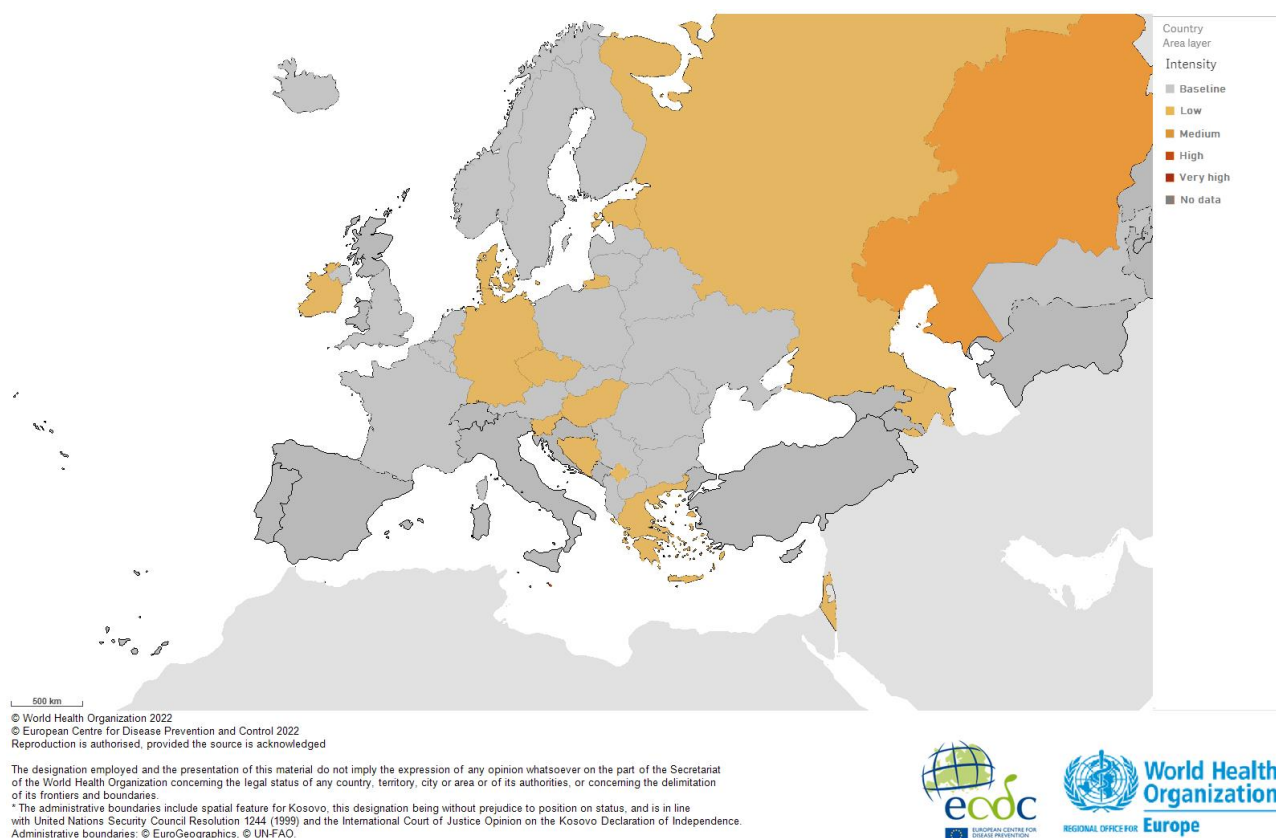 Country
Area layer
Intensity
Baseline
Low
Medium
High
Very high
No data
500 km
© World Health Organization 2022
© European Centre for Disease Prevention and Control 2022
Reproduction is authorised, provided the source is acknowledged
The designation employed and the presentation of this material do not imply the expression of any opinion whatsoever on the part of the Secretariat
of the World Health Organization concerning the legal status of any country, territory, city or area or of its authorities, or concerning the delimitation
of its frontiers and boundaries.
* The administrative boundaries include spatial feature for Kosovo, this designation being without prejudice to position on status, and is in line
with United Nations Security Council Resolution 1244 (1999) and the International Court of Justice Opinion on the Kosovo Declaration of Independence.
Administrative boundaries: © EuroGeographics, © UN-FAO.
ecdc
EUROPEAN CENTRE FOR
DISEASE PREVENTION
AND CONTROL
World Health
Organization
REGIONAL OFFICE FOR Europe